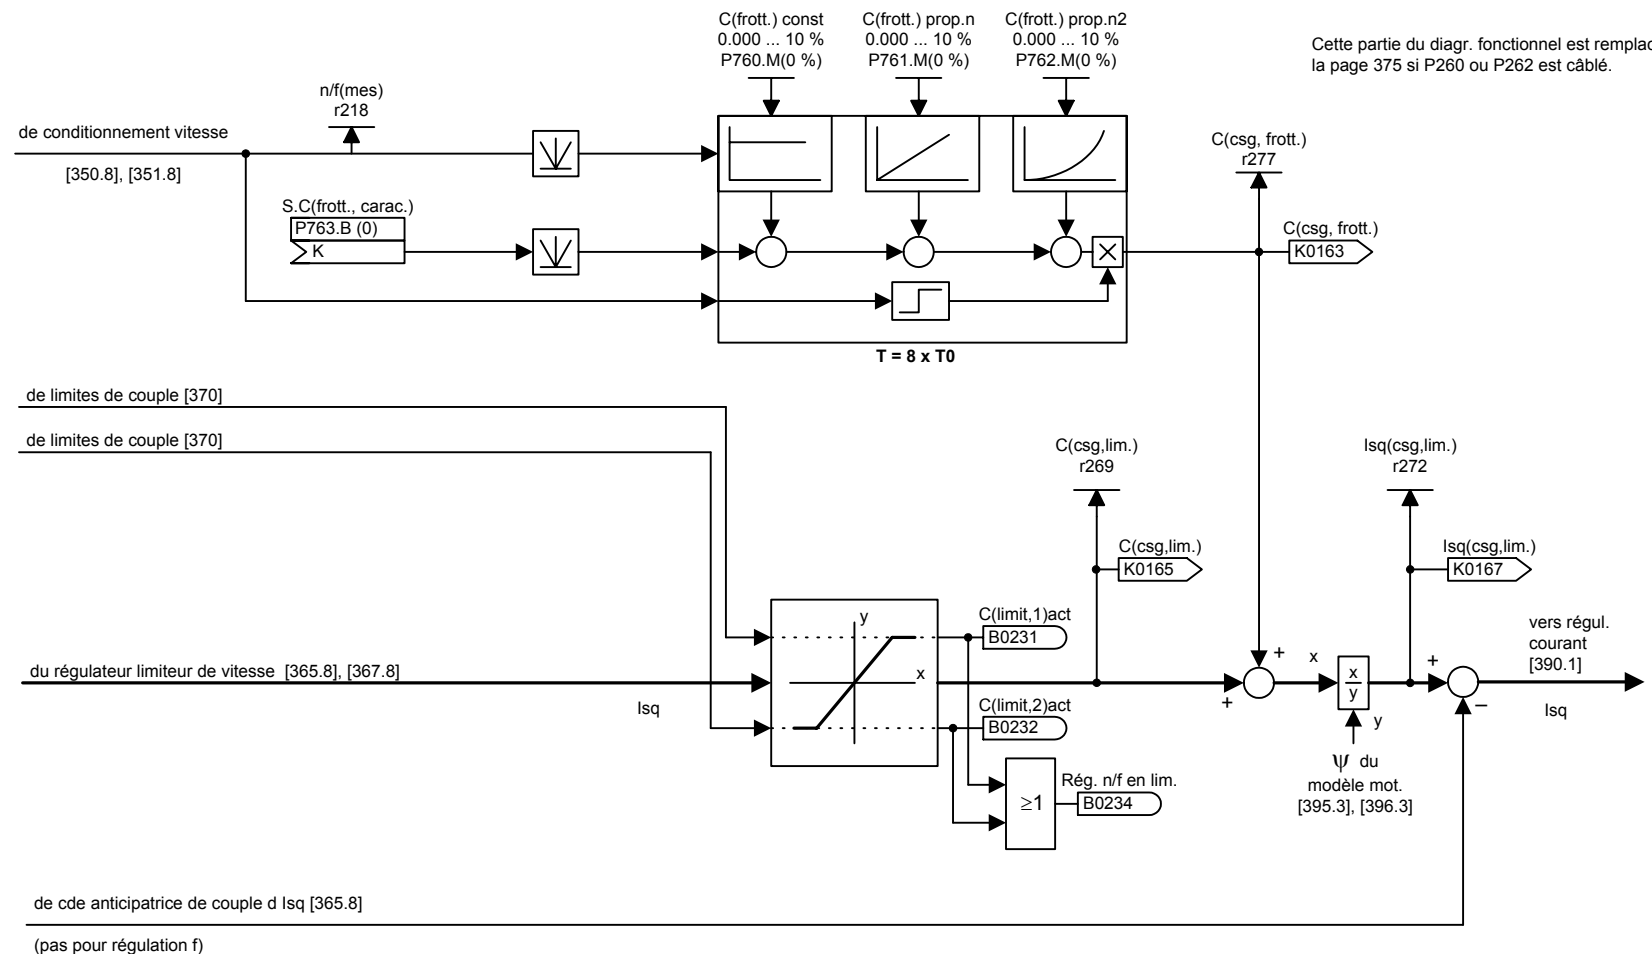 C(frott.) const
0.000 ... 10 %
P760.M(0 %)
C(frott.) prop.n
0.000 ... 10 %
P761.M(0 %)
C(frott.) prop.n2
0.000 ... 10 %
P762.M(0 %)
Cette partie du diagr. fonctionnel est
la page 375 si P260 ou P262 est câblé.
n/f(mes)
r218
de conditionnement vitesse
[350.8], [351.8]
S.C(frott., carac.)
P763.B (0)
K
C(csg, frott.)
r277
C(csg, frott.)
K0163
T = 8 x T0
de limites de couple [370]
de limites de couple [370]
C(csg,lim.)
r269
C(csg,lim.)
K0165
Isq(csg,lim.)
r272
Isq(csg,lim.)
K0167
y
x
C(limit,1)act
B0231
du régulateur limiteur de vitesse [365.8], [367.8]
Isq
C(limit,2)act
B0232
≥1
Rég. n/f en lim.
B0234
+
+
x
x
y
y
ψ du
modèle mot.
[395.3], [396.3]
+
–
vers régul.
courant
[390.1]
Isq
de cde anticipatrice de couple d Isq [365.8]
(pas pour régulation f)